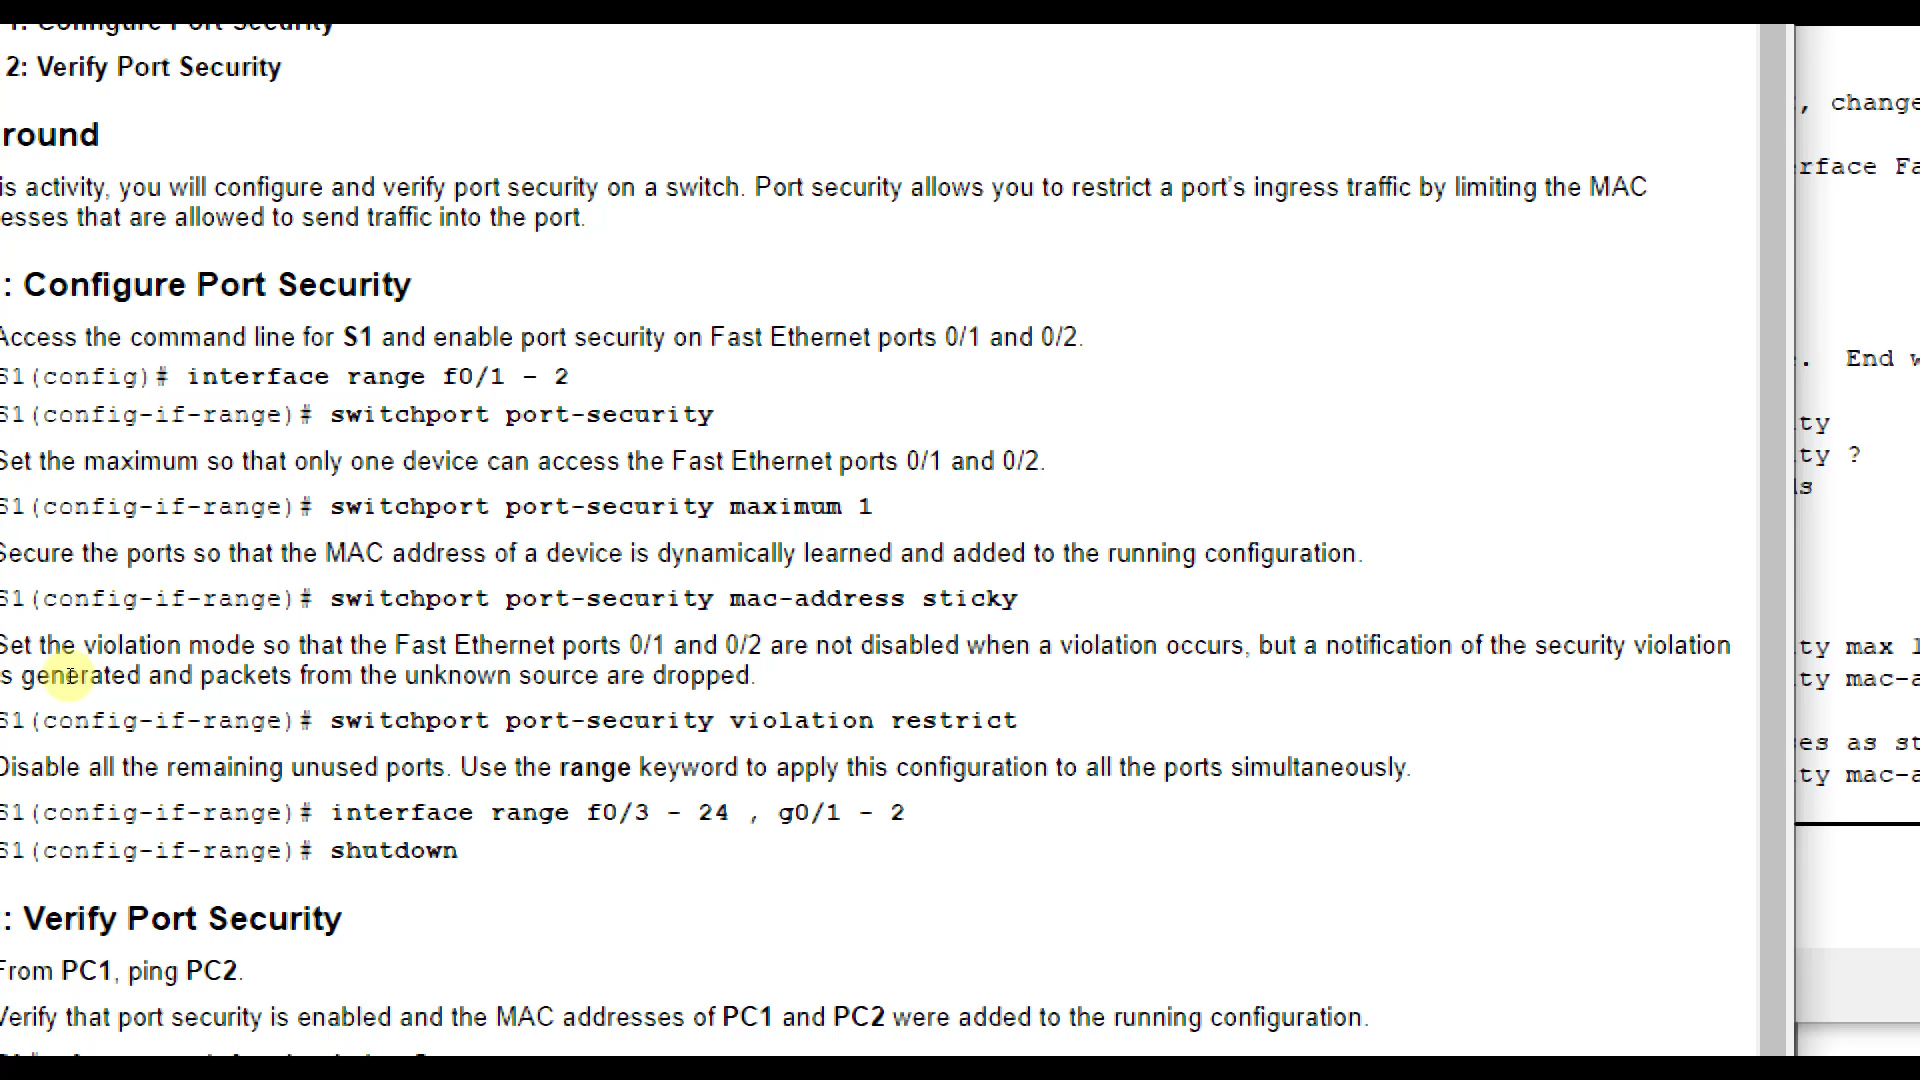 1: Configure Port Security
2: Verify Port Security
round
is activity, you will configure and verify port security on a switch. Port security allows you to restrict a port's ingress traffic by limiting the MAC
esses that are allowed to send traffic into the port.
: Configure Port Security
Access the command line for S1 and enable port security on Fast Ethernet ports 0/1 and 0/2.
S1(config)# interface range f0/1 - 2
S1(config-if-range)# switchport port-security
Set the maximum so that only one device can access the Fast Ethernet ports 0/1 and 0/2.
S1(config-if-range)# switchport port-security maximum 1
Secure the ports so that the MAC address of a device is dynamically learned and added to the running configuration.
S1(config-if-range)# switchport port-security mac-address sticky
Set the violation mode so that the Fast Ethernet ports 0/1 and 0/2 are not disabled when a violation occurs, but a notification of the security violation
s generated and packets from the unknown source are dropped.
S1(config-if-range)# switchport port-security violation restrict
Disable all the remaining unused ports. Use the range keyword to apply this configuration to all the ports simultaneously.
S1(config-if-range)# interface range f0/3 - 24 , g0/1 - 2
S1(config-if-range)# shutdown
: Verify Port Security
From PC1, ping PC2.
Verify that port security is enabled and the MAC addresses of PC1 and PC2 were added to the running configuration.
, change
rface Fa
. End w
ty
ty ?
ls
ty max 1
ty mac-a
es as st
ty mac-a